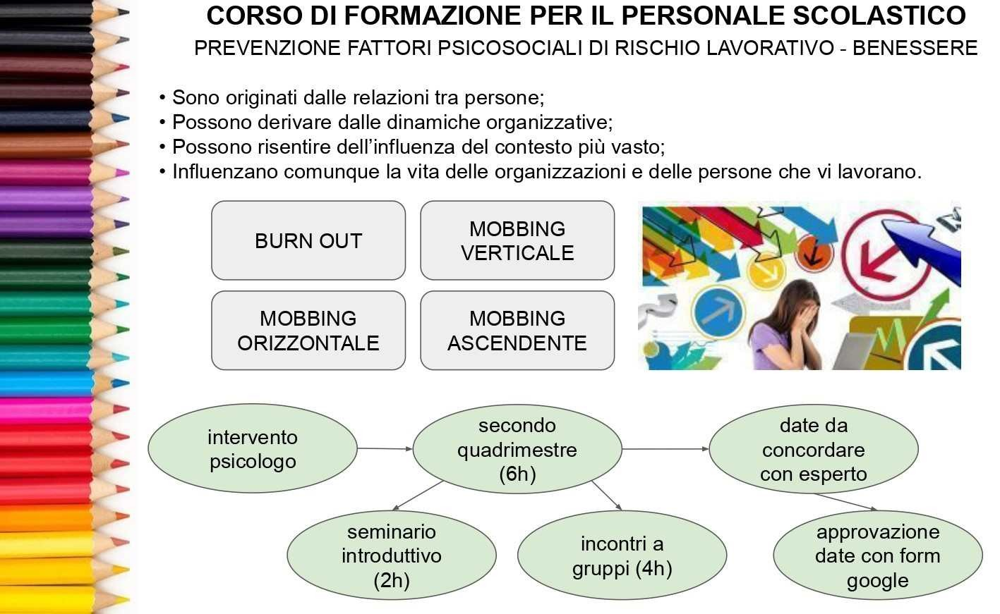 CORSO DI FORMAZIONE PER IL PERSONALE SCOLASTICO
PREVENZIONE FATTORI PSICOSOCIALI DI RISCHIO LAVORATIVO - BENESSERE
• Sono originati dalle relazioni tra persone;
• Possono derivare dalle dinamiche organizzative;
• Possono risentire dell’influenza del contesto più vasto;
• Influenzano comunque la vita delle organizzazioni e delle persone che vi lavorano.
BURN OUT
MOBBING
VERTICALE
MOBBING
ORIZZONTALE
MOBBING
ASCENDENTE
intervento
psicologo
secondo
quadrimestre
(6h)
date da
concordare
con esperto
seminario
introduttivo
(2h)
incontri a
gruppi (4h)
approvazione
date con form
google